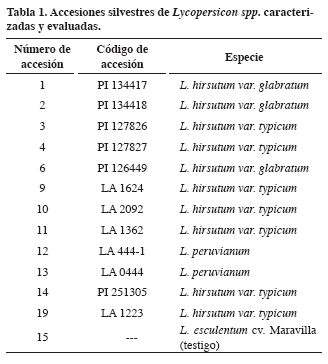 Tabla 1. Accesiones silvestres de Lycopersicon spp. caracteri-
zadas y evaluadas.
Número de accesión Código de accesión Especie
1 PI 134417 L. hirsutum var. glabratum
2 PI 134418 L. hirsutum var. glabratum
3 PI 127826 L. hirsutum var. typicum
4 PI 127827 L. hirsutum var. typicum
6 PI 126449 L. hirsutum var. glabratum
9 LA 1624 L. hirsutum var. typicum
10 LA 2092 L. hirsutum var. typicum
11 LA 1362 L. hirsutum var. typicum
12 LA 444-1 L. peruvianum
13 LA 0444 L. peruvianum
14 PI 251305 L. hirsutum var. typicum
19 LA 1223 L. hirsutum var. typicum
15 --- L. esculentum cv. Maravilla
(testigo)